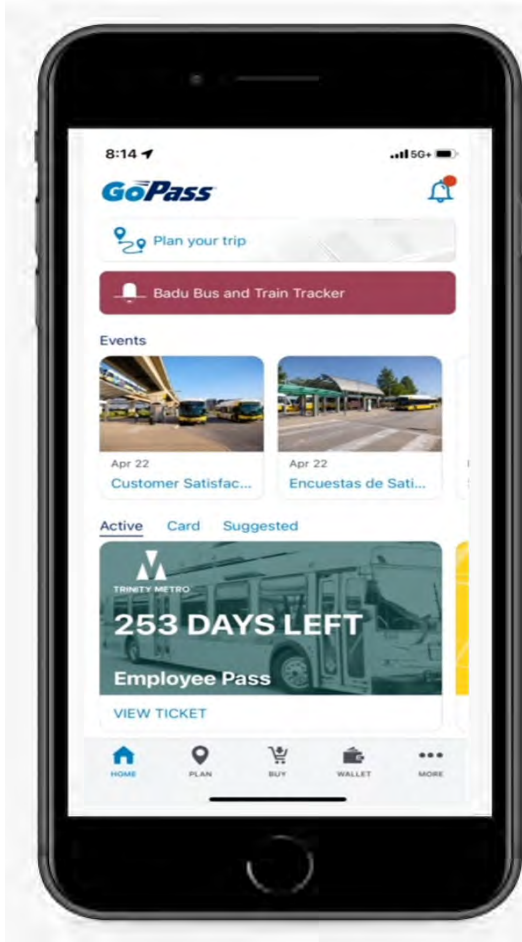 8:14
5G+
GoPass
Plan your trip
Badu Bus and Train Tracker
Events
Apr 22
Customer Satisfac...
Apr 22
Encuestas de Sati...
Active Card Suggested
TRINITY METRO
253 DAYS LEFT
Employee Pass
VIEW TICKET
HOME PLAN BUY WALLET MORE